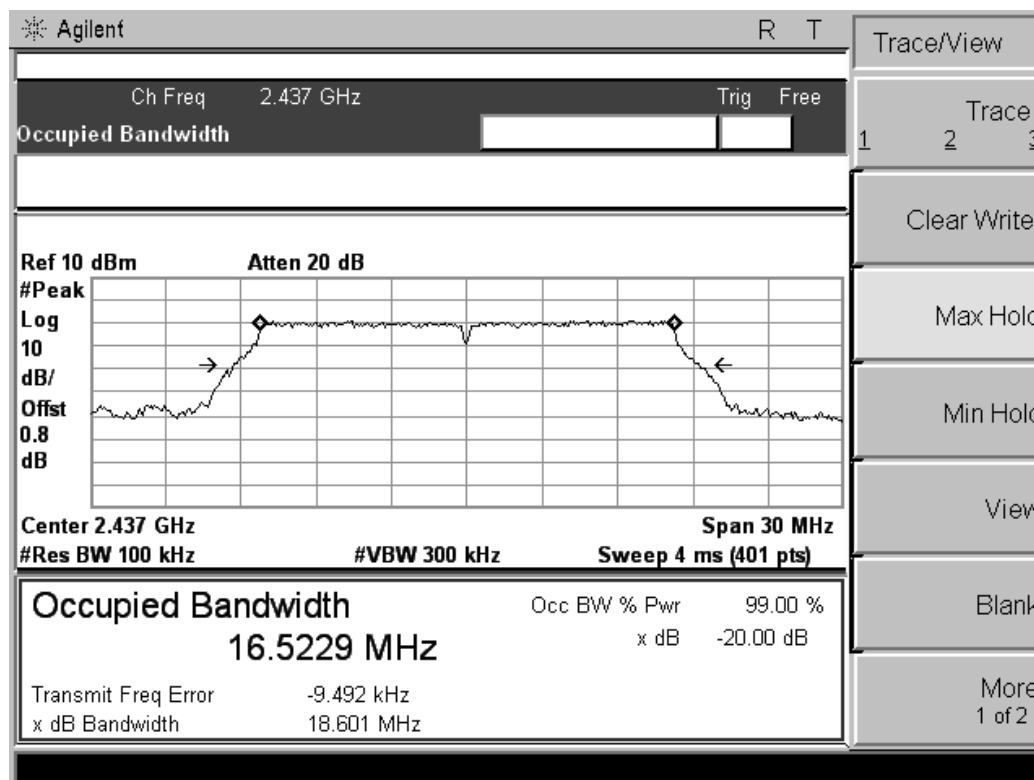 Agilent R T
Trace/View
Ch Freq 2.437 GHz Trig Free
Occupied Bandwidth
Trace
1 2 3
Clear Write
Max Hold
Min Hold
View
Blank
More
1 of 2
Ref 10 dBm Atten 20 dB
#Peak
Log
10
dB/
Offst
0.8
dB
Center 2.437 GHz Span 30 MHz
#Res BW 100 kHz #VBW 300 kHz Sweep 4 ms (401 pts)
Occupied Bandwidth Occ BW % Pwr 99.00 %
16.5229 MHz x dB -20.00 dB
Transmit Freq Error -9.492 kHz
x dB Bandwidth 18.601 MHz